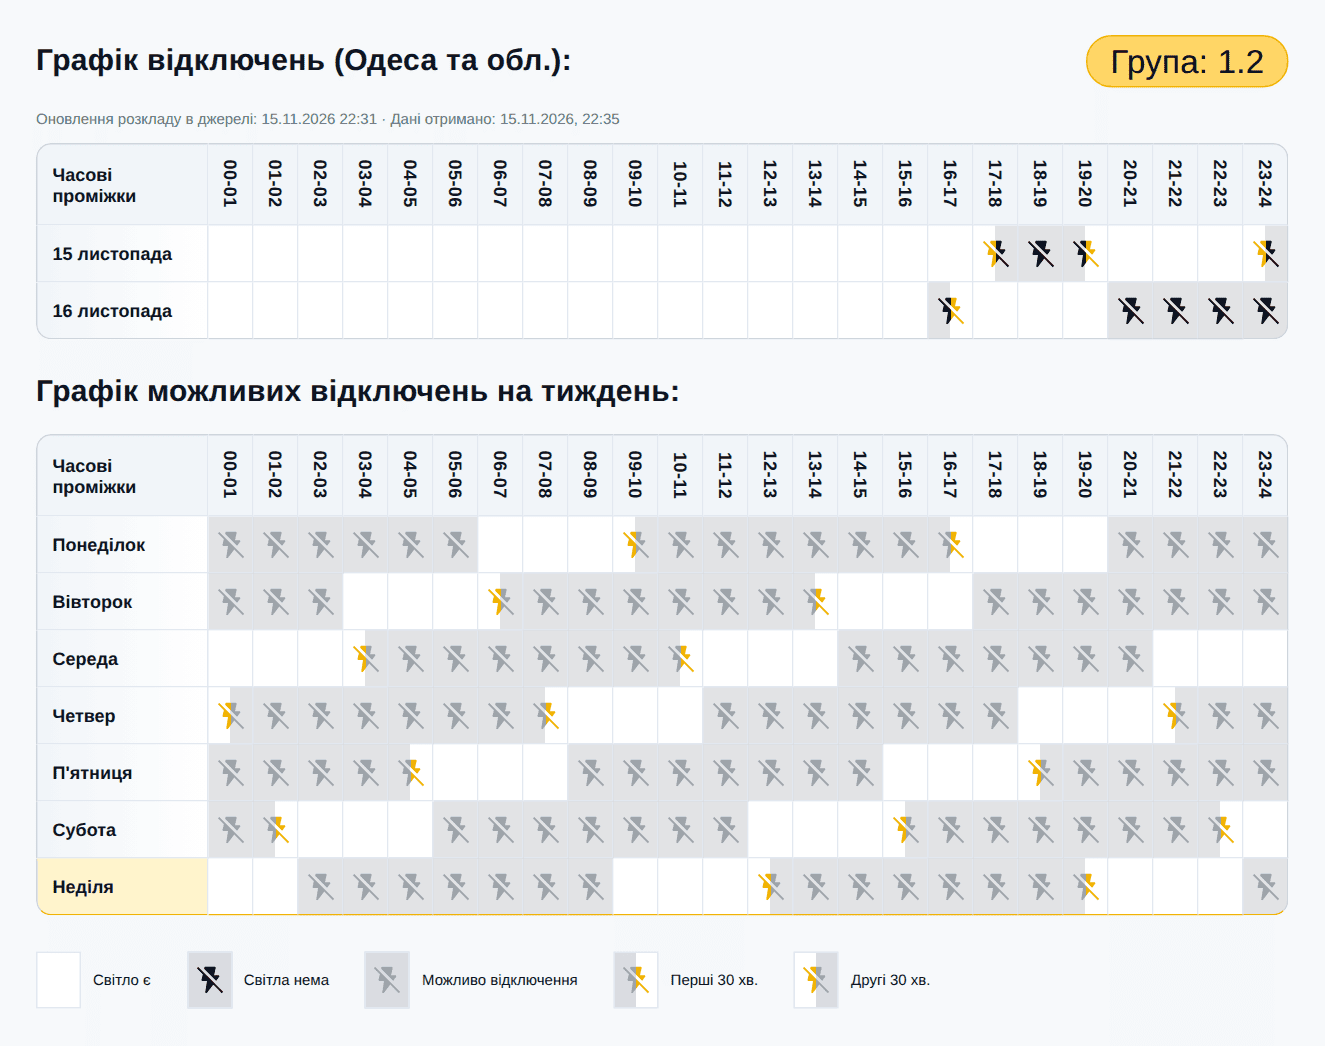 Графік відключень (Одеса та обл.):
Група: 1.2
Оновлення розкладу в джерелі: 15.11.2026 22:31 · Дані отримано: 15.11.2026, 22:35
Часові
проміжки
00-01 01-02 02-03 03-04 04-05 05-06 06-07 07-08 08-09 09-10 10-11 11-12 12-13 13-14 14-15 15-16 16-17 17-18 18-19 19-20 20-21 21-22 22-23 23-24
15 листопада
16 листопада
Графік можливих відключень на тиждень:
Часові
проміжки
00-01 01-02 02-03 03-04 04-05 05-06 06-07 07-08 08-09 09-10 10-11 11-12 12-13 13-14 14-15 15-16 16-17 17-18 18-19 19-20 20-21 21-22 22-23 23-24
Понеділок
Вівторок
Середа
Четвер
П'ятниця
Субота
Неділя
Світло є
Світла нема
Можливо відключення
Перші 30 хв.
Другі 30 хв.